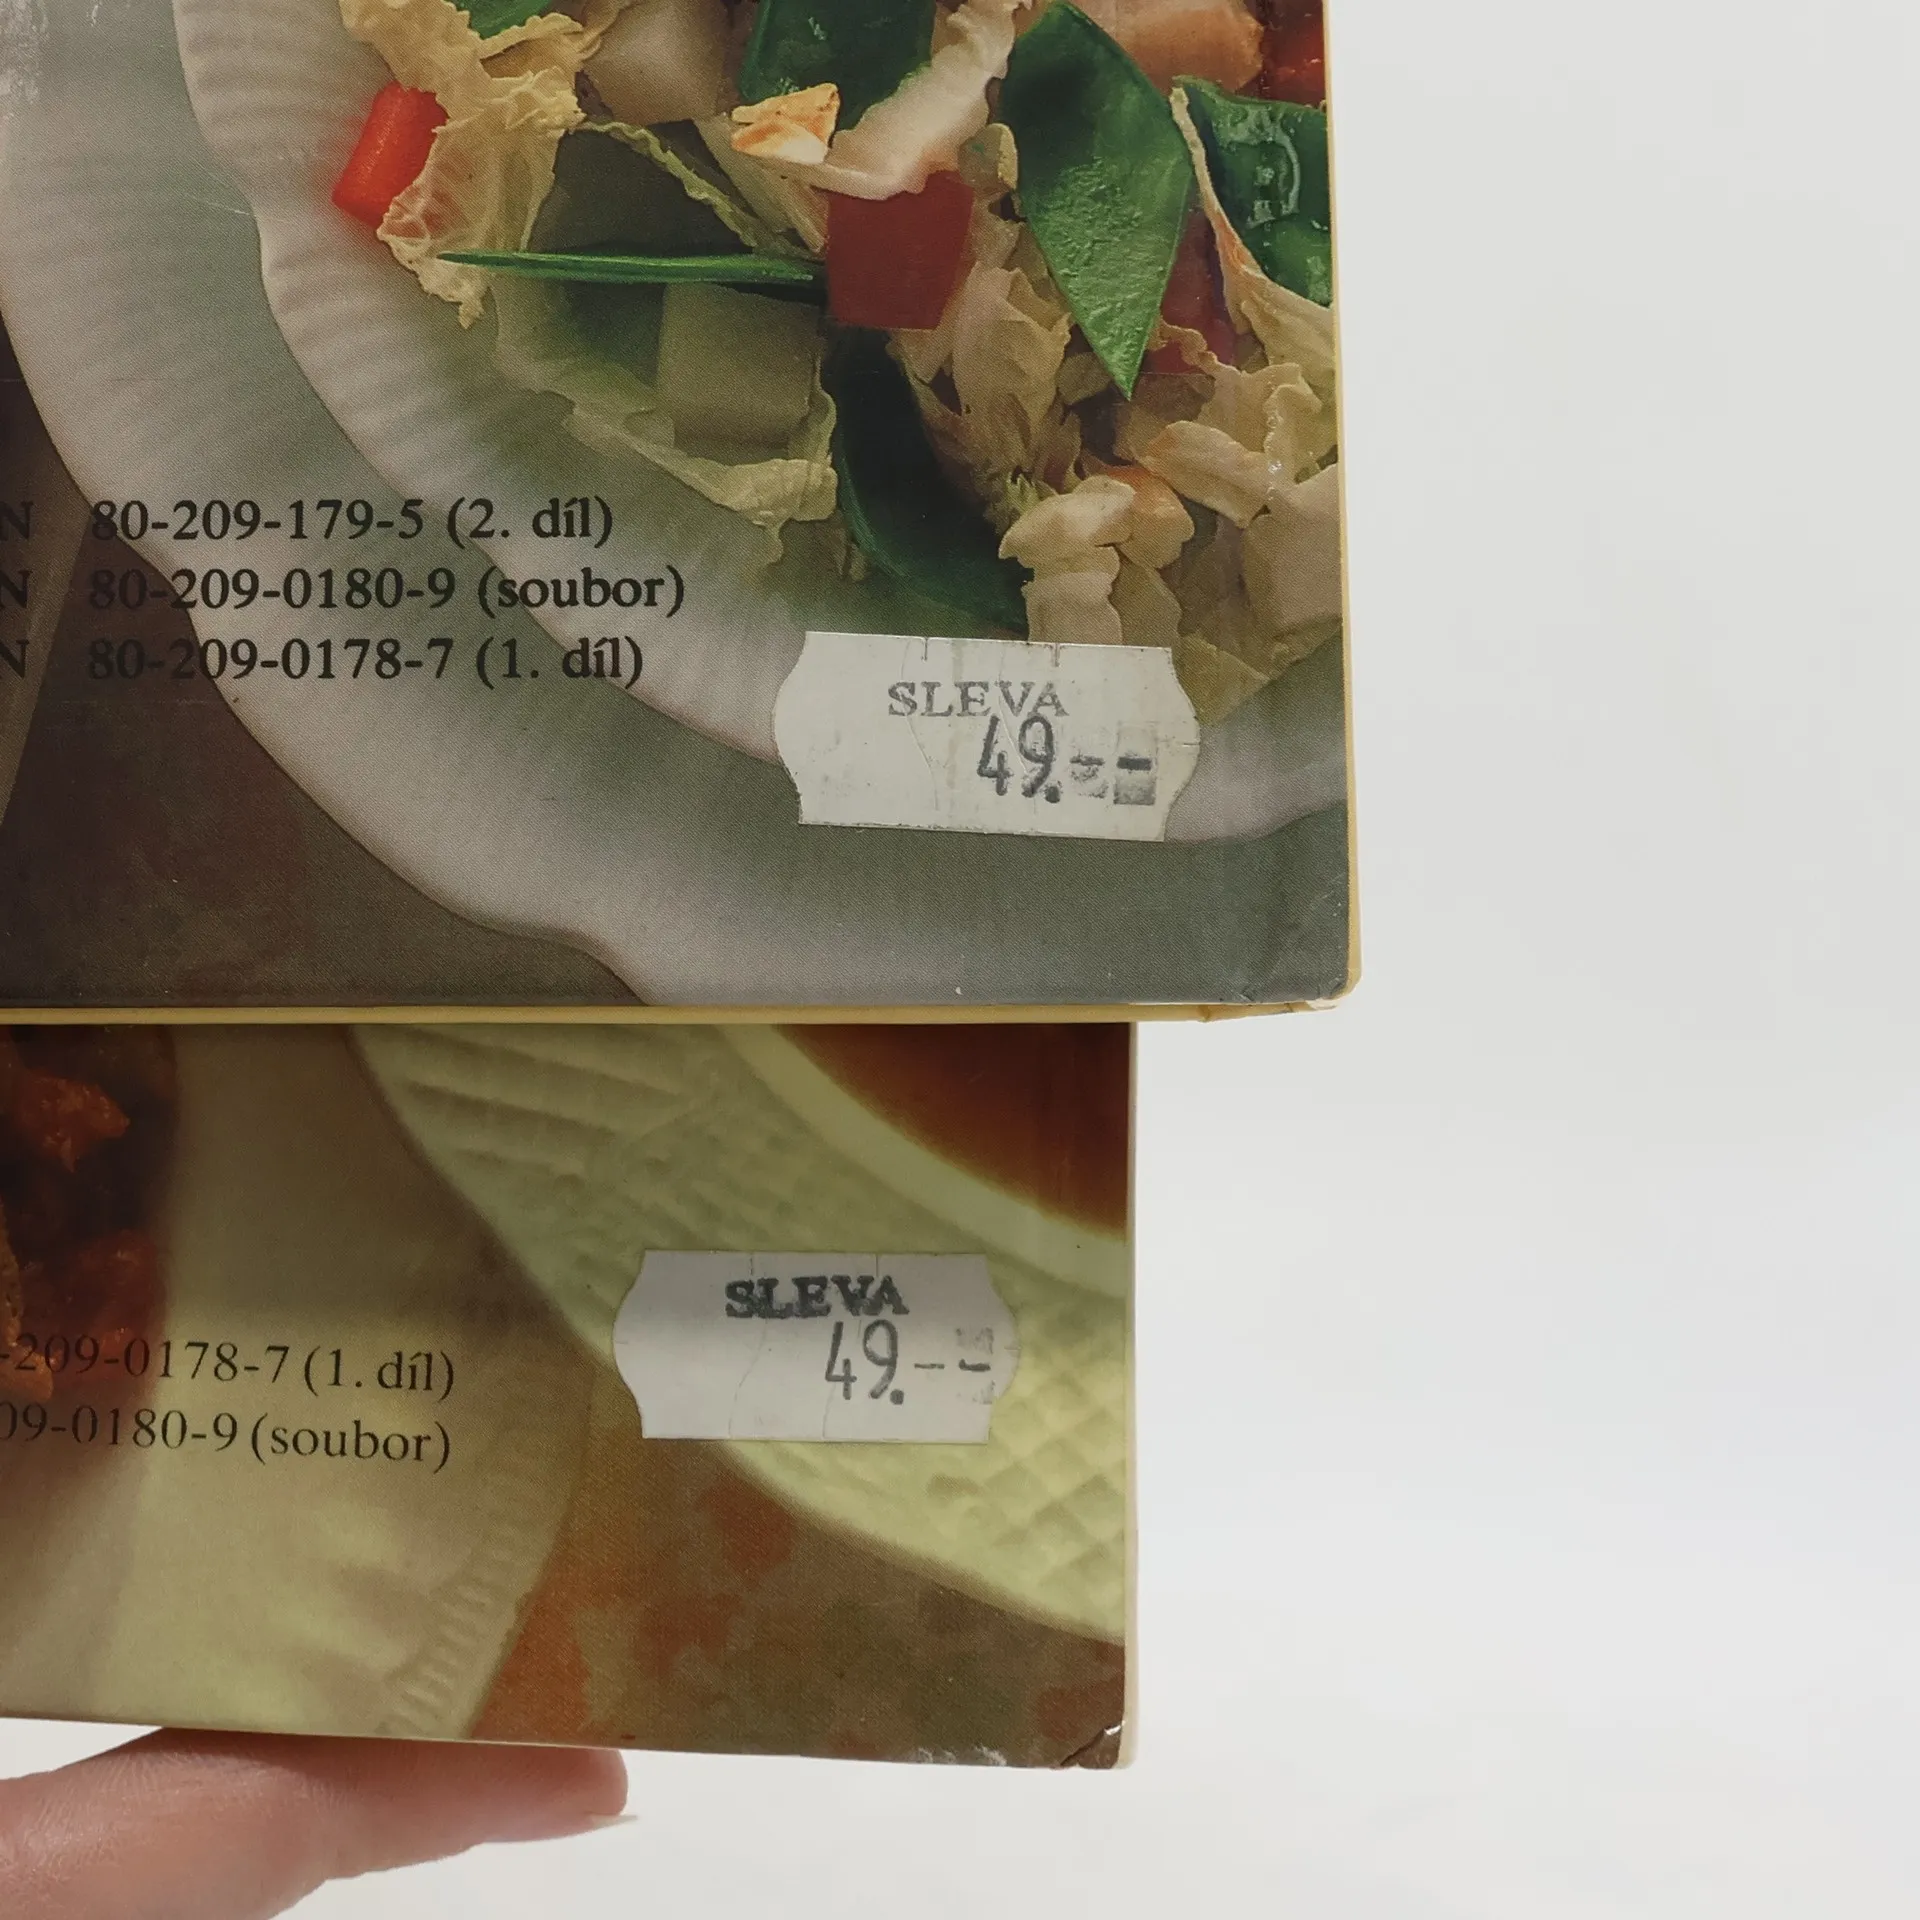 N 80-209-179-5 (2. díl)
N 80-209-0180-9 (soubor)
N 80-209-0178-7 (1. díl)
SLEVA
49.--
SLEVA
49.--
-209-0178-7 (1. díl)
09-0180-9 (soubor)